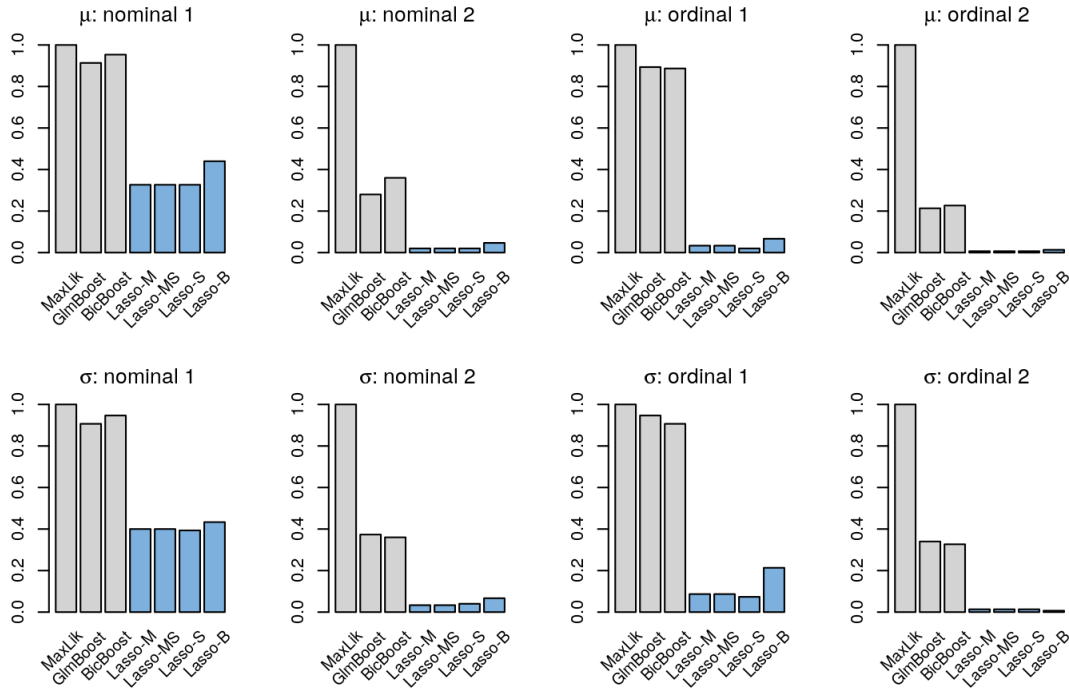 μ: nominal 1
1.0
0.8
0.6
0.4
0.2
0.0
MaxLik
GlmBoost
BicBoost
Lasso-M
Lasso-MS
Lasso-S
Lasso-B
μ: nominal 2
1.0
0.8
0.6
0.4
0.2
0.0
MaxLik
GlmBoost
BicBoost
Lasso-M
Lasso-MS
Lasso-S
Lasso-B
μ: ordinal 1
1.0
0.8
0.6
0.4
0.2
0.0
MaxLik
GlmBoost
BicBoost
Lasso-M
Lasso-MS
Lasso-S
Lasso-B
μ: ordinal 2
1.0
0.8
0.6
0.4
0.2
0.0
MaxLik
GlmBoost
BicBoost
Lasso-M
Lasso-MS
Lasso-S
Lasso-B
σ: nominal 1
1.0
0.8
0.6
0.4
0.2
0.0
MaxLik
GlmBoost
BicBoost
Lasso-M
Lasso-MS
Lasso-S
Lasso-B
σ: nominal 2
1.0
0.8
0.6
0.4
0.2
0.0
MaxLik
GlmBoost
BicBoost
Lasso-M
Lasso-MS
Lasso-S
Lasso-B
σ: ordinal 1
1.0
0.8
0.6
0.4
0.2
0.0
MaxLik
GlmBoost
BicBoost
Lasso-M
Lasso-MS
Lasso-S
Lasso-B
σ: ordinal 2
1.0
0.8
0.6
0.4
0.2
0.0
MaxLik
GlmBoost
BicBoost
Lasso-M
Lasso-MS
Lasso-S
Lasso-B